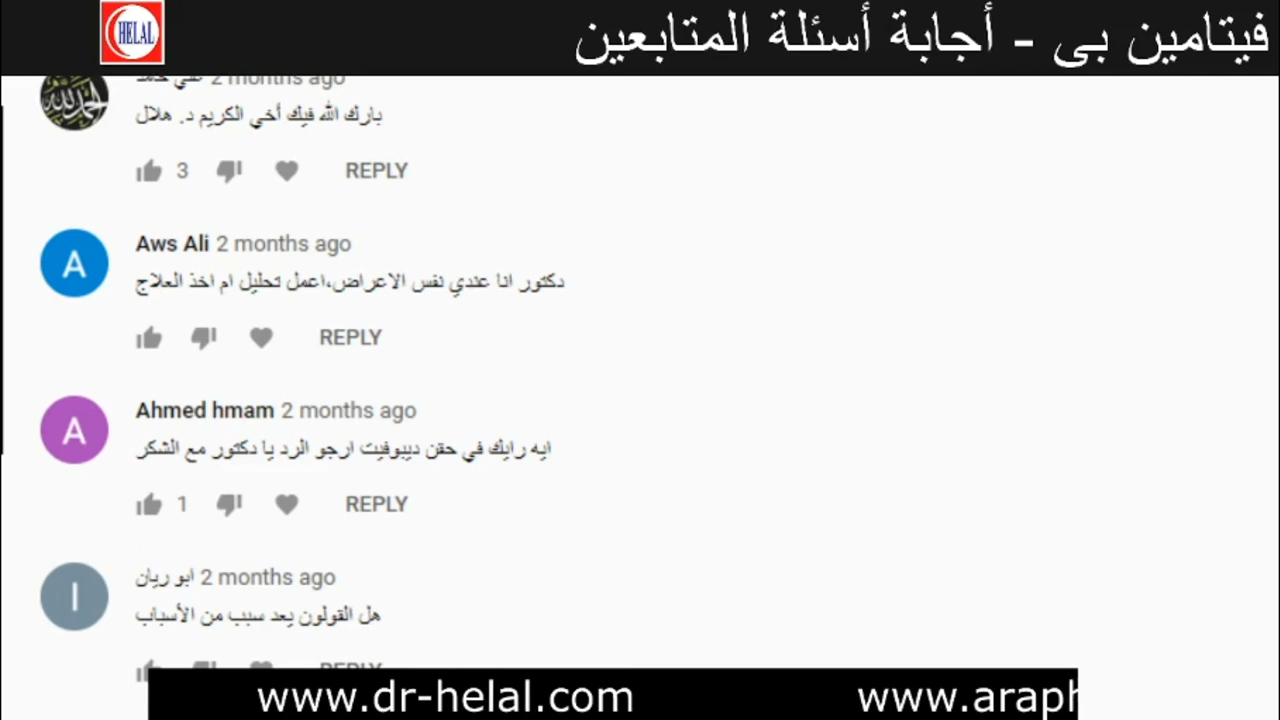 HELAL
فيتامين بى - أجابة أسئلة المتابعين
2 months ago
بارك الله فيك أخي الكريم د. هلال
3 REPLY
A
Aws Ali 2 months ago
دكتور انا عندي نفس الاعراض،اعمل تحليل ام اخذ العلاج
REPLY
A
Ahmed hmam 2 months ago
ايه رايك في حقن ديبوفيت ارجو الرد يا دكتور مع الشكر
1 REPLY
I
ابو ريان 2 months ago
هل القولون يعد سبب من الأسباب
REPLY
www.dr-helal.com www.araph